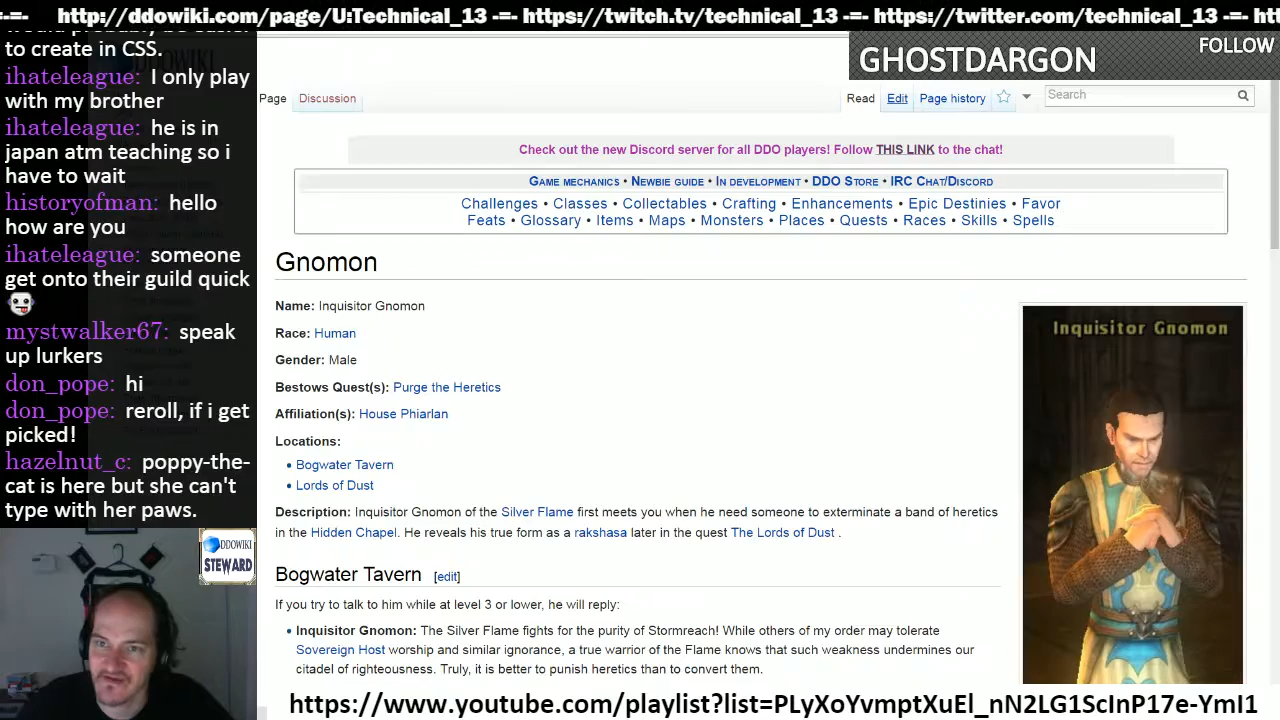 -=- http://ddowiki.com/page/U:Technical_13 -=- https://twitch.tv/technical_13 -=- https://twitter.com/technical_13 -=- ht
to create in CSS.
ihateleague: I only play
with my brother
ihateleague: he is in
japan atm teaching so i
have to wait
historyofman: hello
how are you
ihateleague: someone
get onto their guild quick
mystwalker67: speak
up lurkers
don_pope: hi
don_pope: reroll, if i get
picked!
hazelnut_c: poppy-the-
cat is here but she can't
type with her paws.
DDOWIKI
STEWARD
GHOSTDARGON
FOLLOW
Page Discussion Read Edit Page history Search
Check out the new Discord server for all DDO players! Follow THIS LINK to the chat!
GAME MECHANICS • NEWBIE GUIDE • IN DEVELOPMENT • DDO STORE • IRC CHAT/DISCORD
Challenges • Classes • Collectables • Crafting • Enhancements • Epic Destinies • Favor
Feats • Glossary • Items • Maps • Monsters • Places • Quests • Races • Skills • Spells
Gnomon
Name: Inquisitor Gnomon
Race: Human
Gender: Male
Bestows Quest(s): Purge the Heretics
Affiliation(s): House Phiarlan
Locations:
• Bogwater Tavern
• Lords of Dust
Description: Inquisitor Gnomon of the Silver Flame first meets you when he need someone to exterminate a band of heretics
in the Hidden Chapel. He reveals his true form as a rakshasa later in the quest The Lords of Dust .
Inquisitor Gnomon
Bogwater Tavern [edit]
If you try to talk to him while at level 3 or lower, he will reply:
• Inquisitor Gnomon: The Silver Flame fights for the purity of Stormreach! While others of my order may tolerate
Sovereign Host worship and similar ignorance, a true warrior of the Flame knows that such weakness undermines our
citadel of righteousness. Truly, it is better to punish heretics than to convert them.
https://www.youtube.com/playlist?list=PLyXoYvmptXuEl_nN2LG1ScInP17e-YmI1